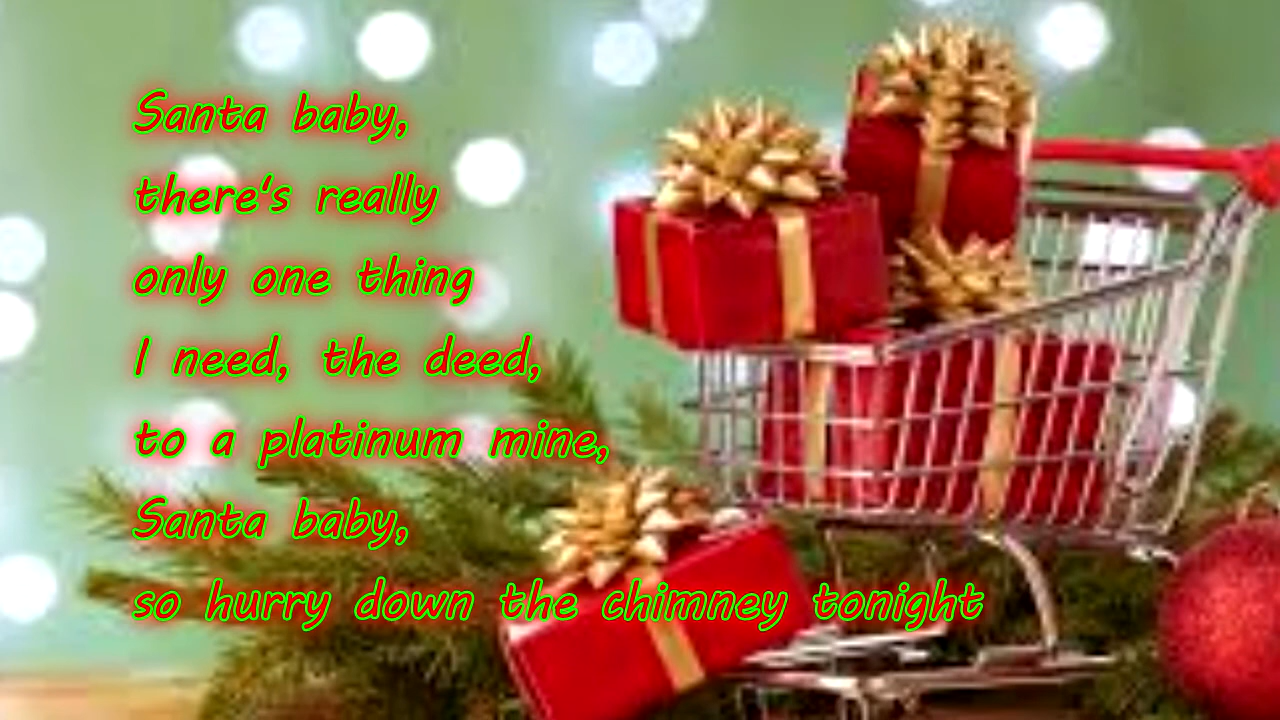 Santa baby,
there's really
only one thing
I need, the deed,
to a platinum mine,
Santa baby,
so hurry down the chimney tonight